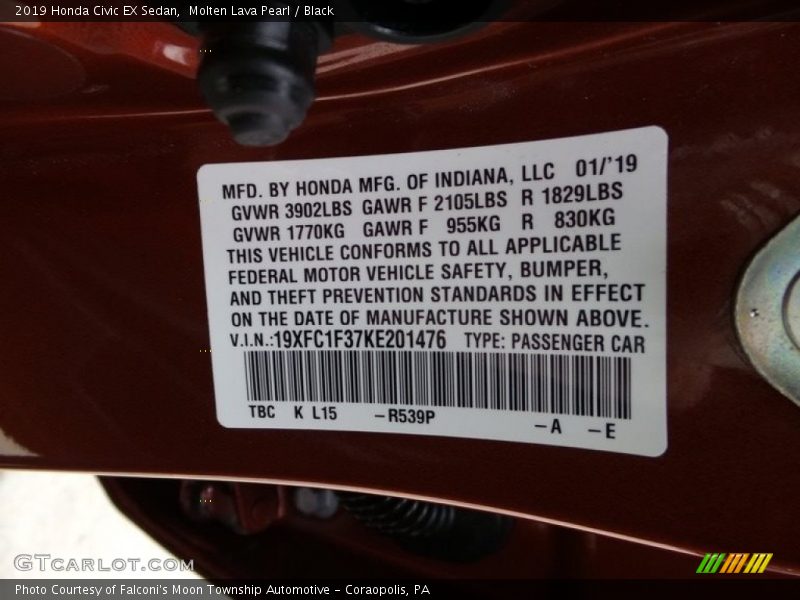 2019 Honda Civic EX Sedan,  Molten Lava Pearl / Black
MFD. BY HONDA MFG. OF INDIANA, LLC 01/'19
GVWR 3902LBS GAWR F 2105LBS R 1829LBS
GVWR 1770KG GAWR F 955KG R 830KG
THIS VEHICLE CONFORMS TO ALL APPLICABLE
FEDERAL MOTOR VEHICLE SAFETY, BUMPER,
AND THEFT PREVENTION STANDARDS IN EFFECT
ON THE DATE OF MANUFACTURE SHOWN ABOVE.
V.I.N.:19XFC1F37KE201476 TYPE: PASSENGER CAR
TBC K L15 –R539P –A –E
GTCARLOT.COM
Photo Courtesy of Falconi's Moon Township Automotive – Coraopolis, PA